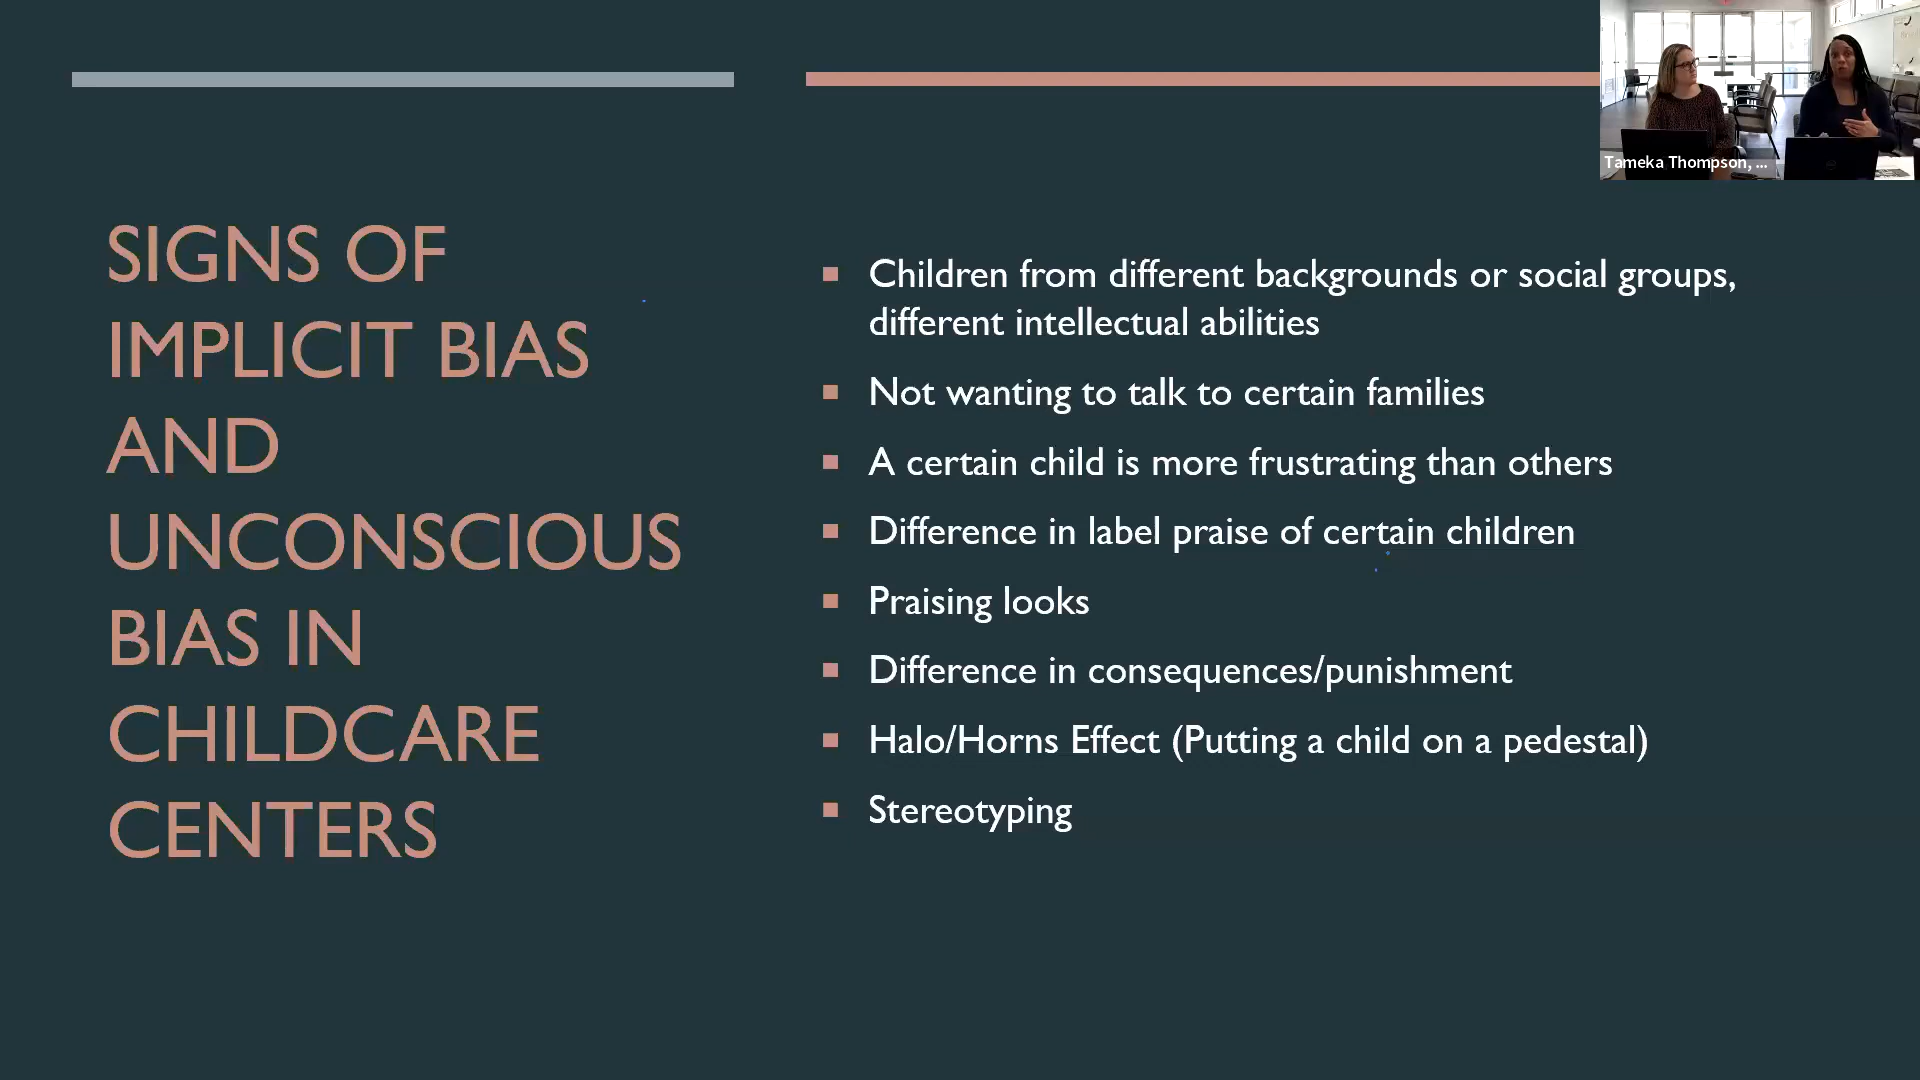 SIGNS OF
IMPLICIT BIAS
AND
UNCONSCIOUS
BIAS IN
CHILDCARE
CENTERS
Children from different backgrounds or social groups,
different intellectual abilities
Not wanting to talk to certain families
A certain child is more frustrating than others
Difference in label praise of certain children
Praising looks
Difference in consequences/punishment
Halo/Horns Effect (Putting a child on a pedestal)
Stereotyping
Tameka Thompson, ...